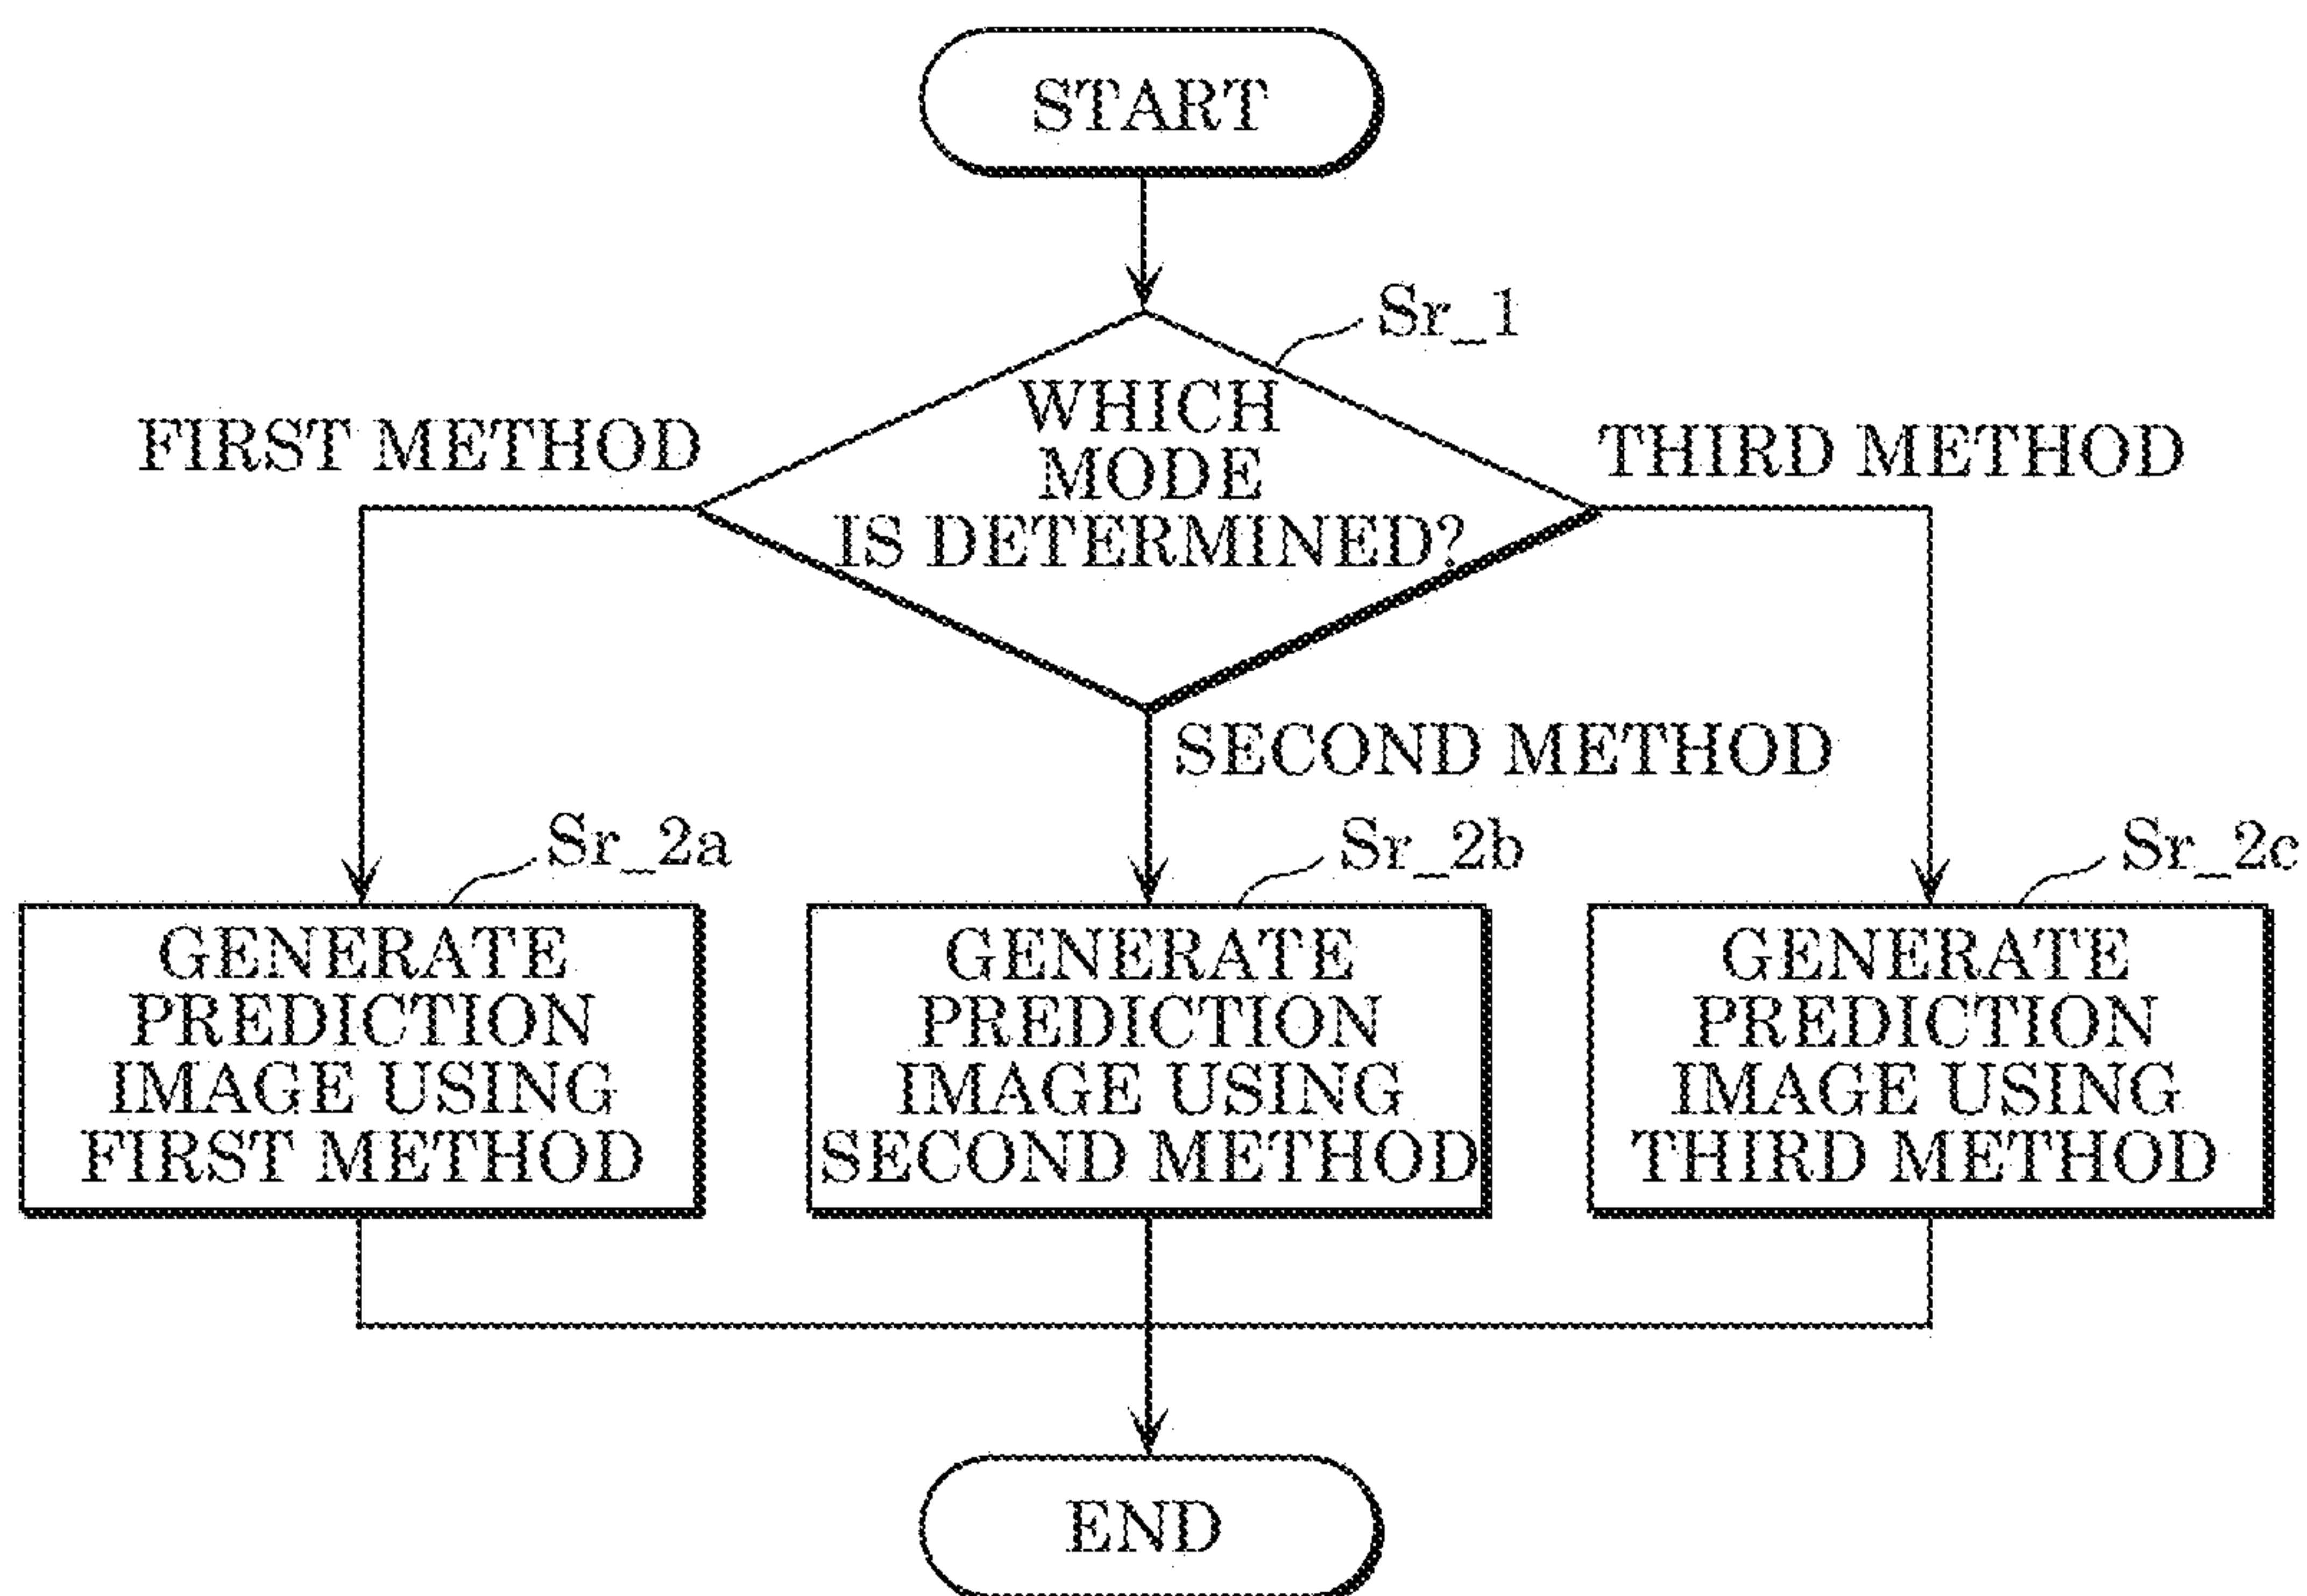 START
Sr_1
WHICH
MODE
IS DETERMINED?
FIRST METHOD
THIRD METHOD
SECOND METHOD
Sr_2a
GENERATE
PREDICTION
IMAGE USING
FIRST METHOD
Sr_2b
GENERATE
PREDICTION
IMAGE USING
SECOND METHOD
Sr_2c
GENERATE
PREDICTION
IMAGE USING
THIRD METHOD
END